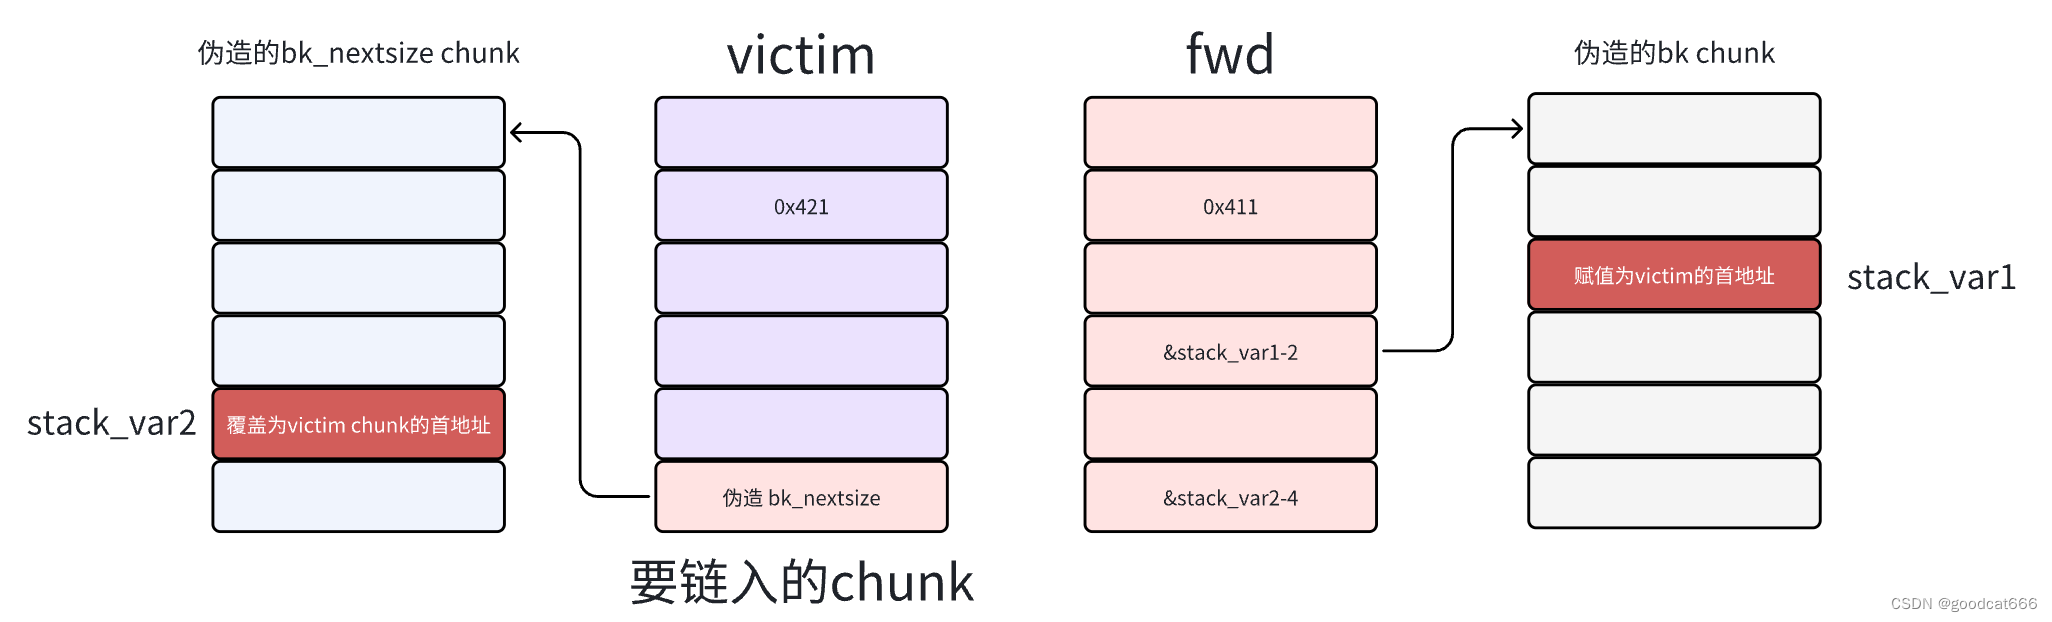 伪造的bk_nextsize chunk
victim
fwd
伪造的bk chunk
0x421
0x411
赋值为victim的首地址
stack_var1
&stack_var1-2
stack_var2
覆盖为victim chunk的首地址
伪造 bk_nextsize
&stack_var2-4
要链入的chunk
CSDN @goodcat666